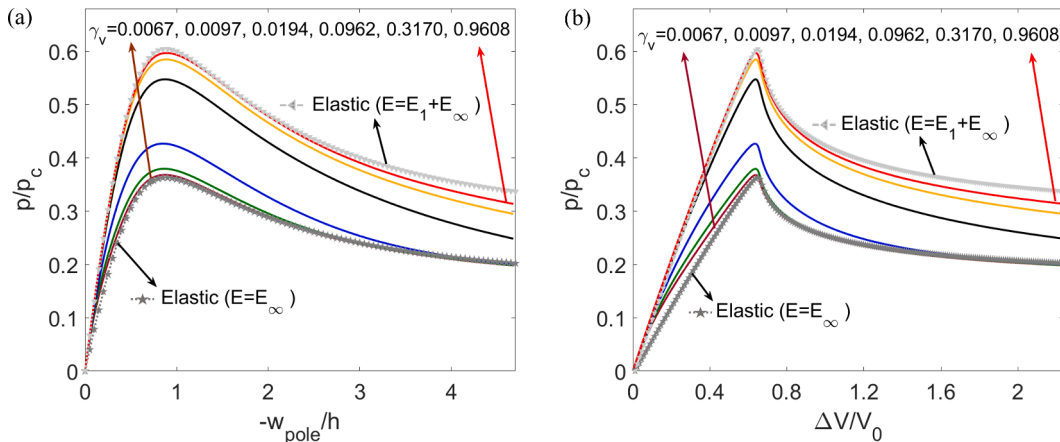 (a)
γv=0.0067, 0.0097, 0.0194, 0.0962, 0.3170, 0.9608
0.6
0.5
0.4
0.3
0.2
0.1
0
p/pc
Elastic (E=E1+E∞)
Elastic (E=E∞)
0 1 2 3 4
-wpole/h
(b)
γv=0.0067, 0.0097, 0.0194, 0.0962, 0.3170, 0.9608
0.6
0.5
0.4
0.3
0.2
0.1
0
p/pc
Elastic (E=E1+E∞)
Elastic (E=E∞)
0 0.4 0.8 1.2 1.6 2
ΔV/V0